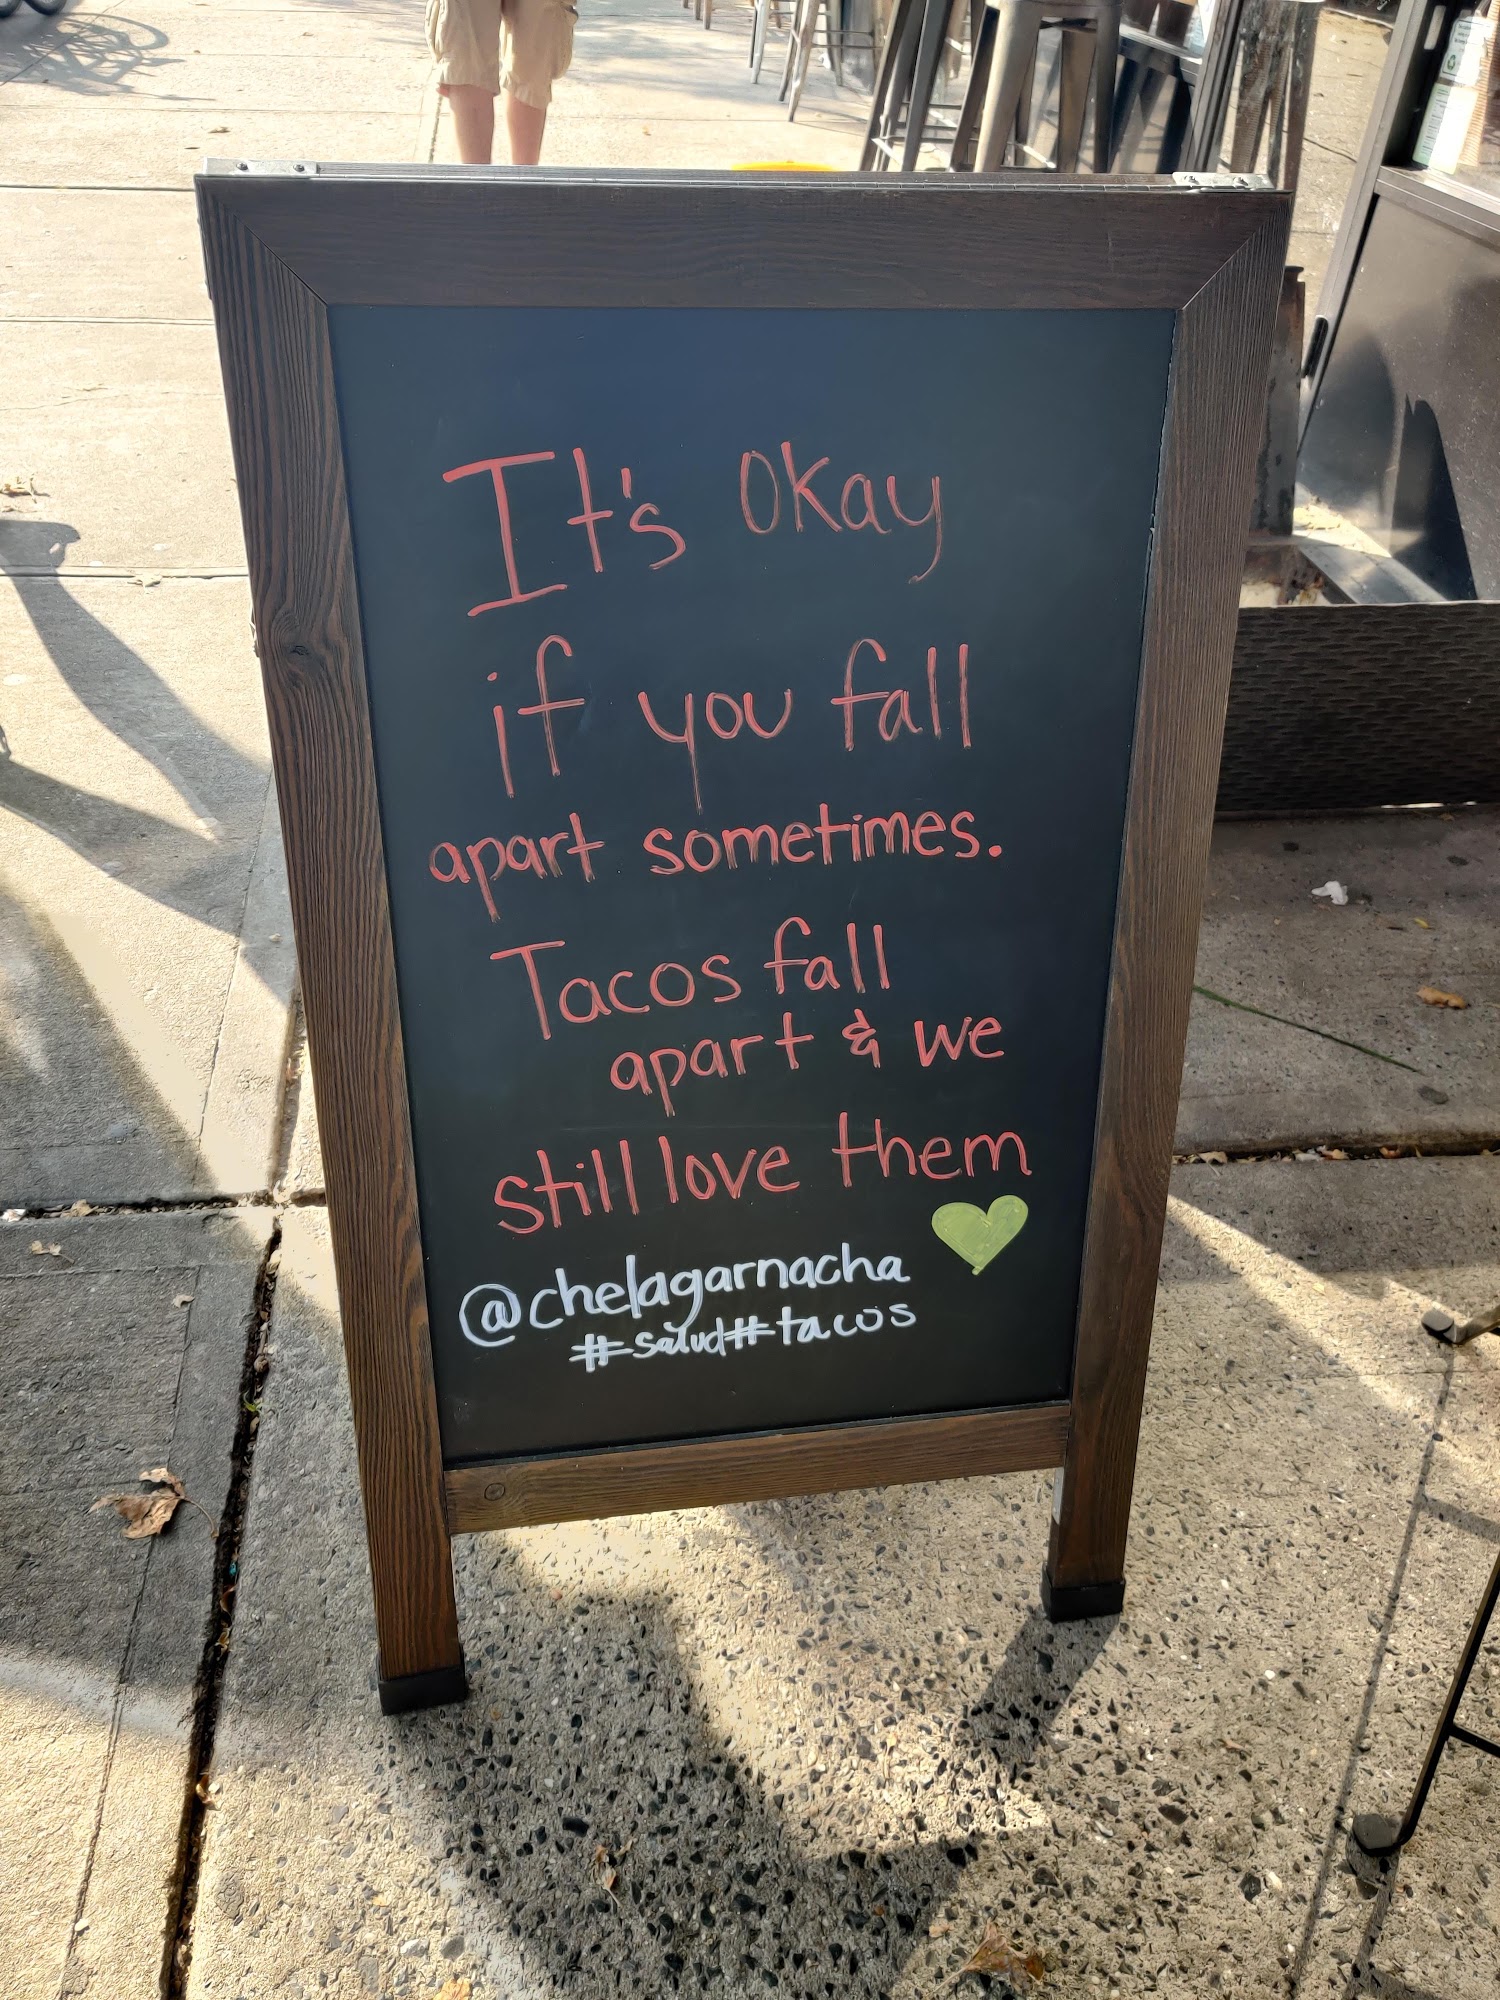 It's Okay
if you fall
apart sometimes.
Tacos fall
apart & we
still love them
@chelagarnacha
#salud#tacos